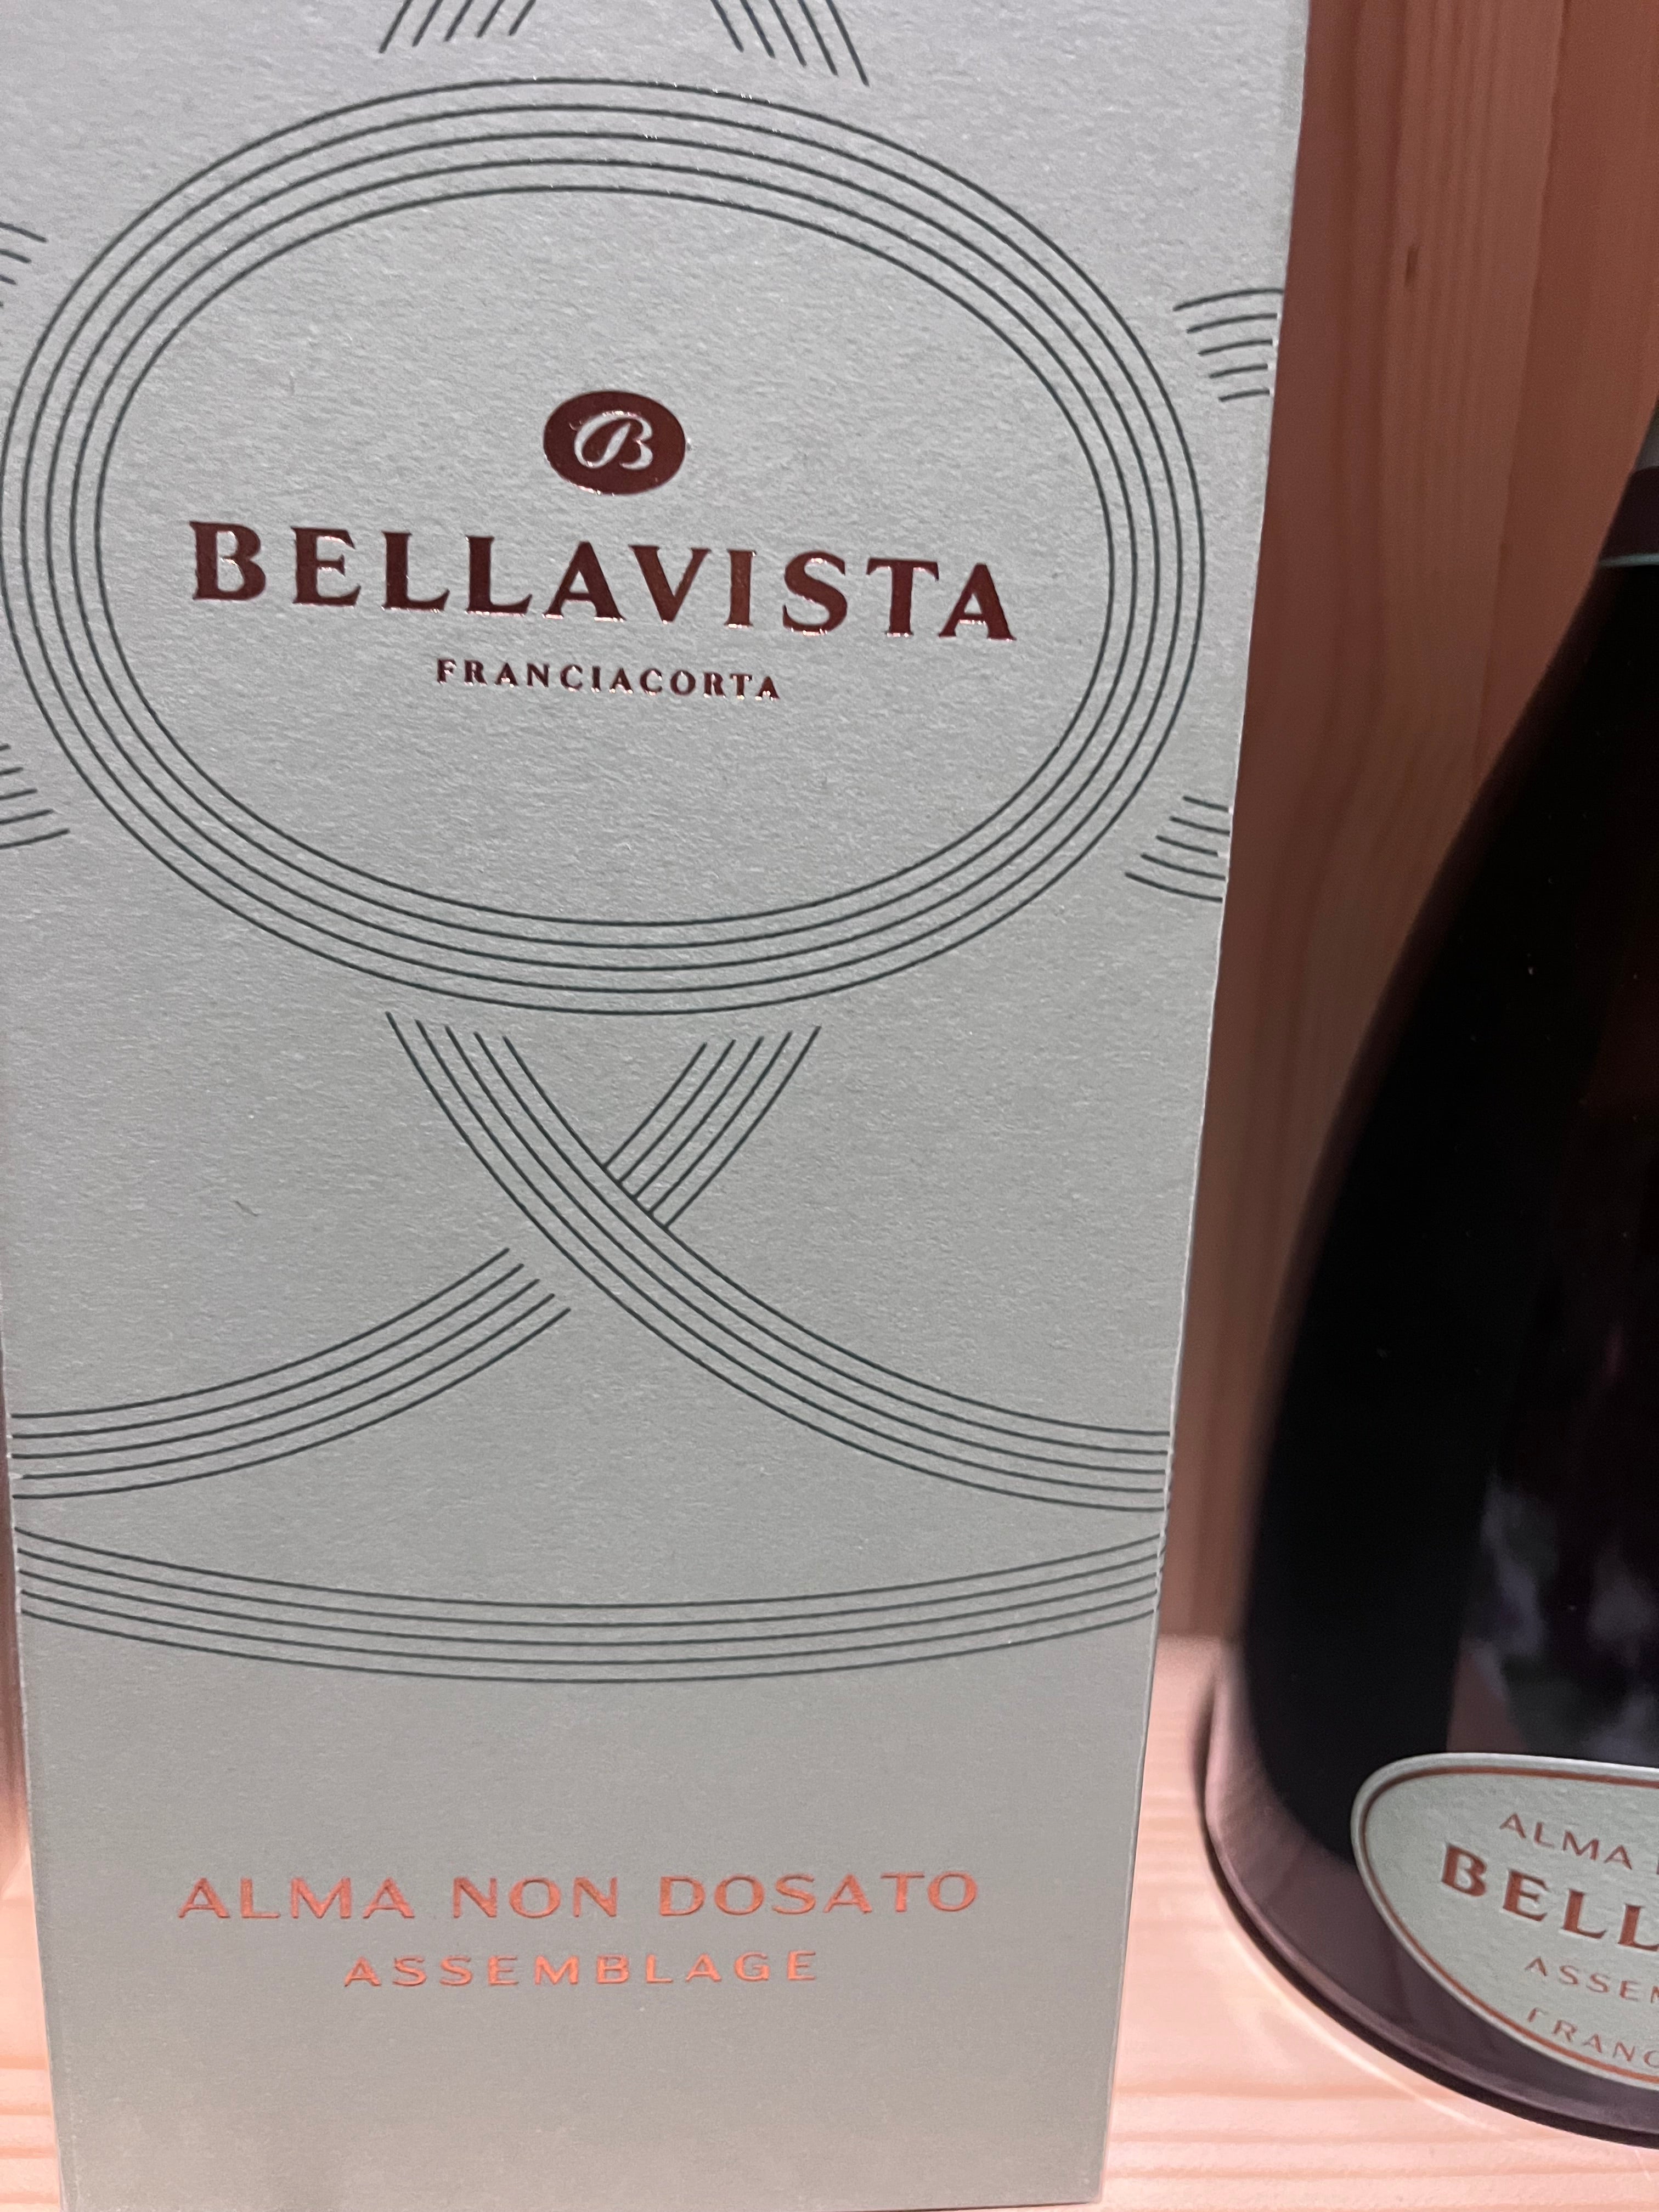 B
BELLAVISTA
FRANCIACORTA
ALMA NON DOSATO
ASSEMBLAGE
ALMA
BELL
ASSEM
FRANC